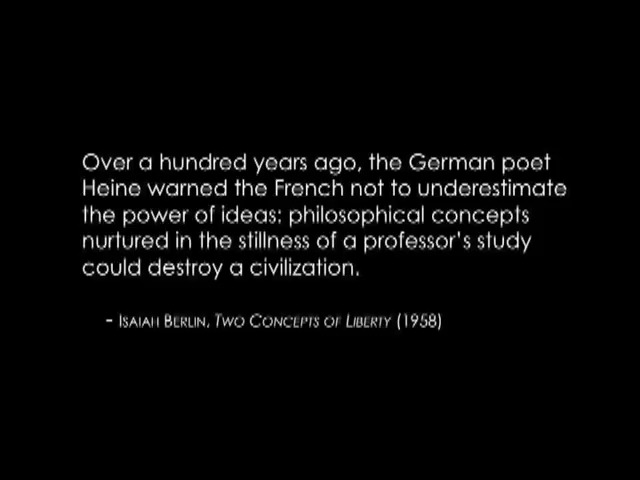 Over a hundred years ago, the German poet
Heine warned the French not to underestimate
the power of ideas: philosophical concepts
nurtured in the stillness of a professor's study
could destroy a civilization.
– Isaiah Berlin, Two Concepts of Liberty (1958)